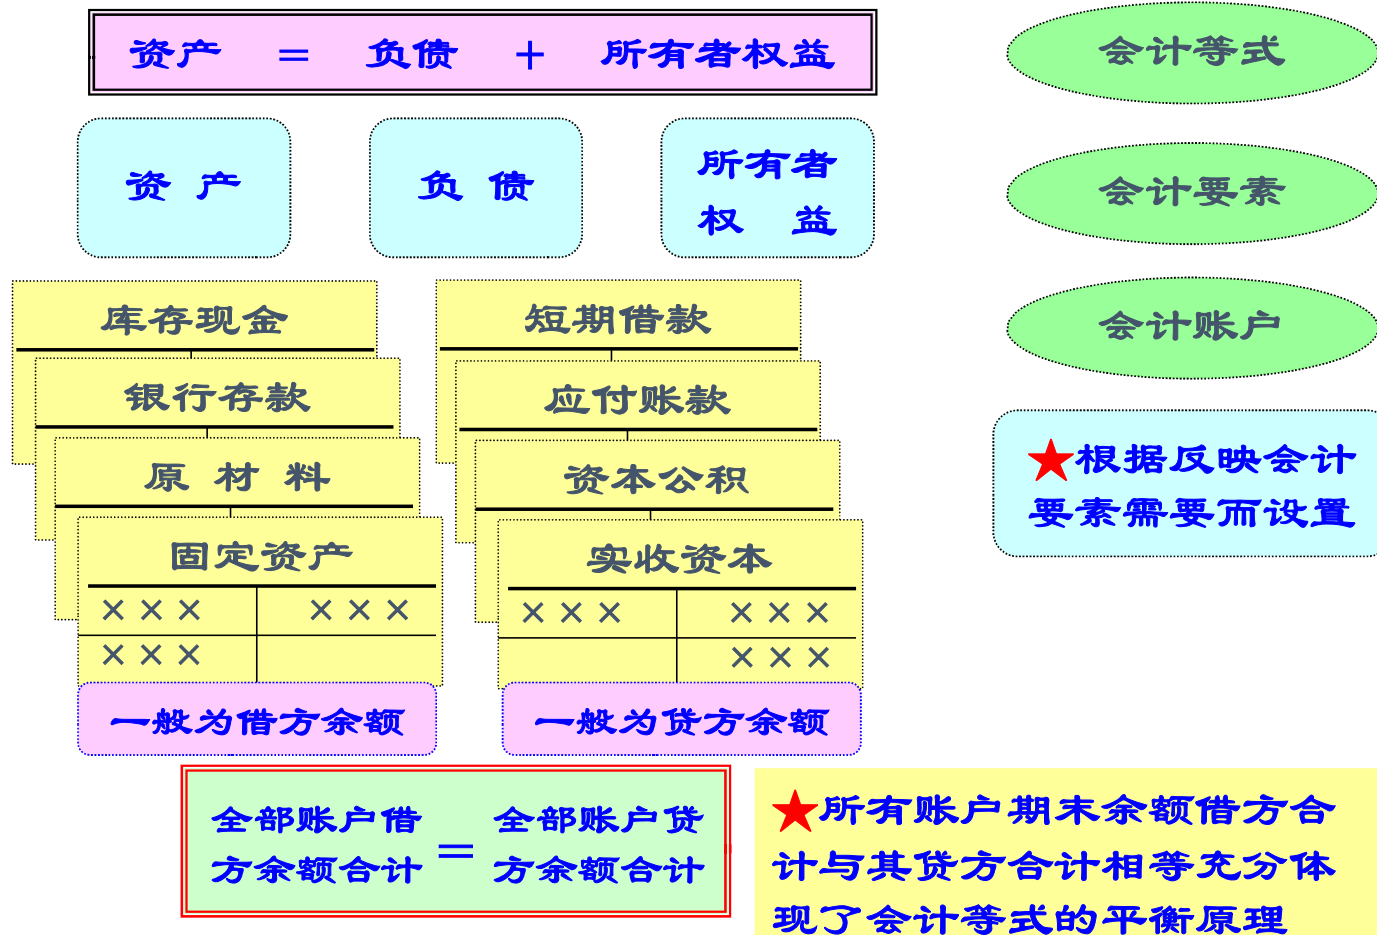 资产 = 负债 + 所有者权益
会计等式
资 产
负 债
所有者
权 益
会计要素
库存现金
银行存款
原 材 料
固定资产
××× ×××
×××
一般为借方余额
短期借款
应付账款
资本公积
实收资本
××× ×××
×××
一般为贷方余额
会计账户
★根据反映会计
要素需要而设置
全部账户借
方余额合计
=
全部账户贷
方余额合计
★所有账户期末余额借方合
计与其贷方合计相等充分体
现了会计等式的平衡原理